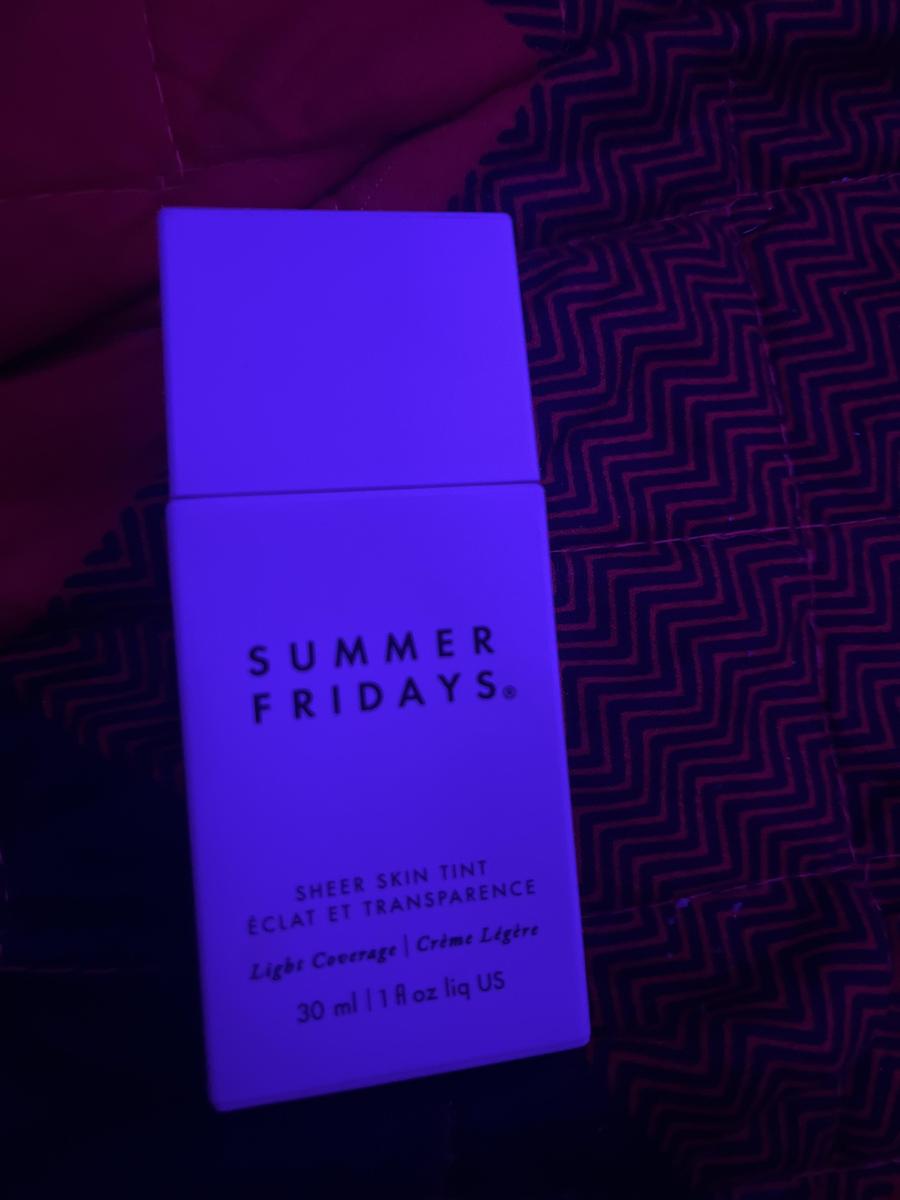 SUMMER
FRIDAYS®
SHEER SKIN TINT
ÉCLAT ET TRANSPARENCE
Light Coverage | Crème Légère
30 ml | 1 fl oz liq US